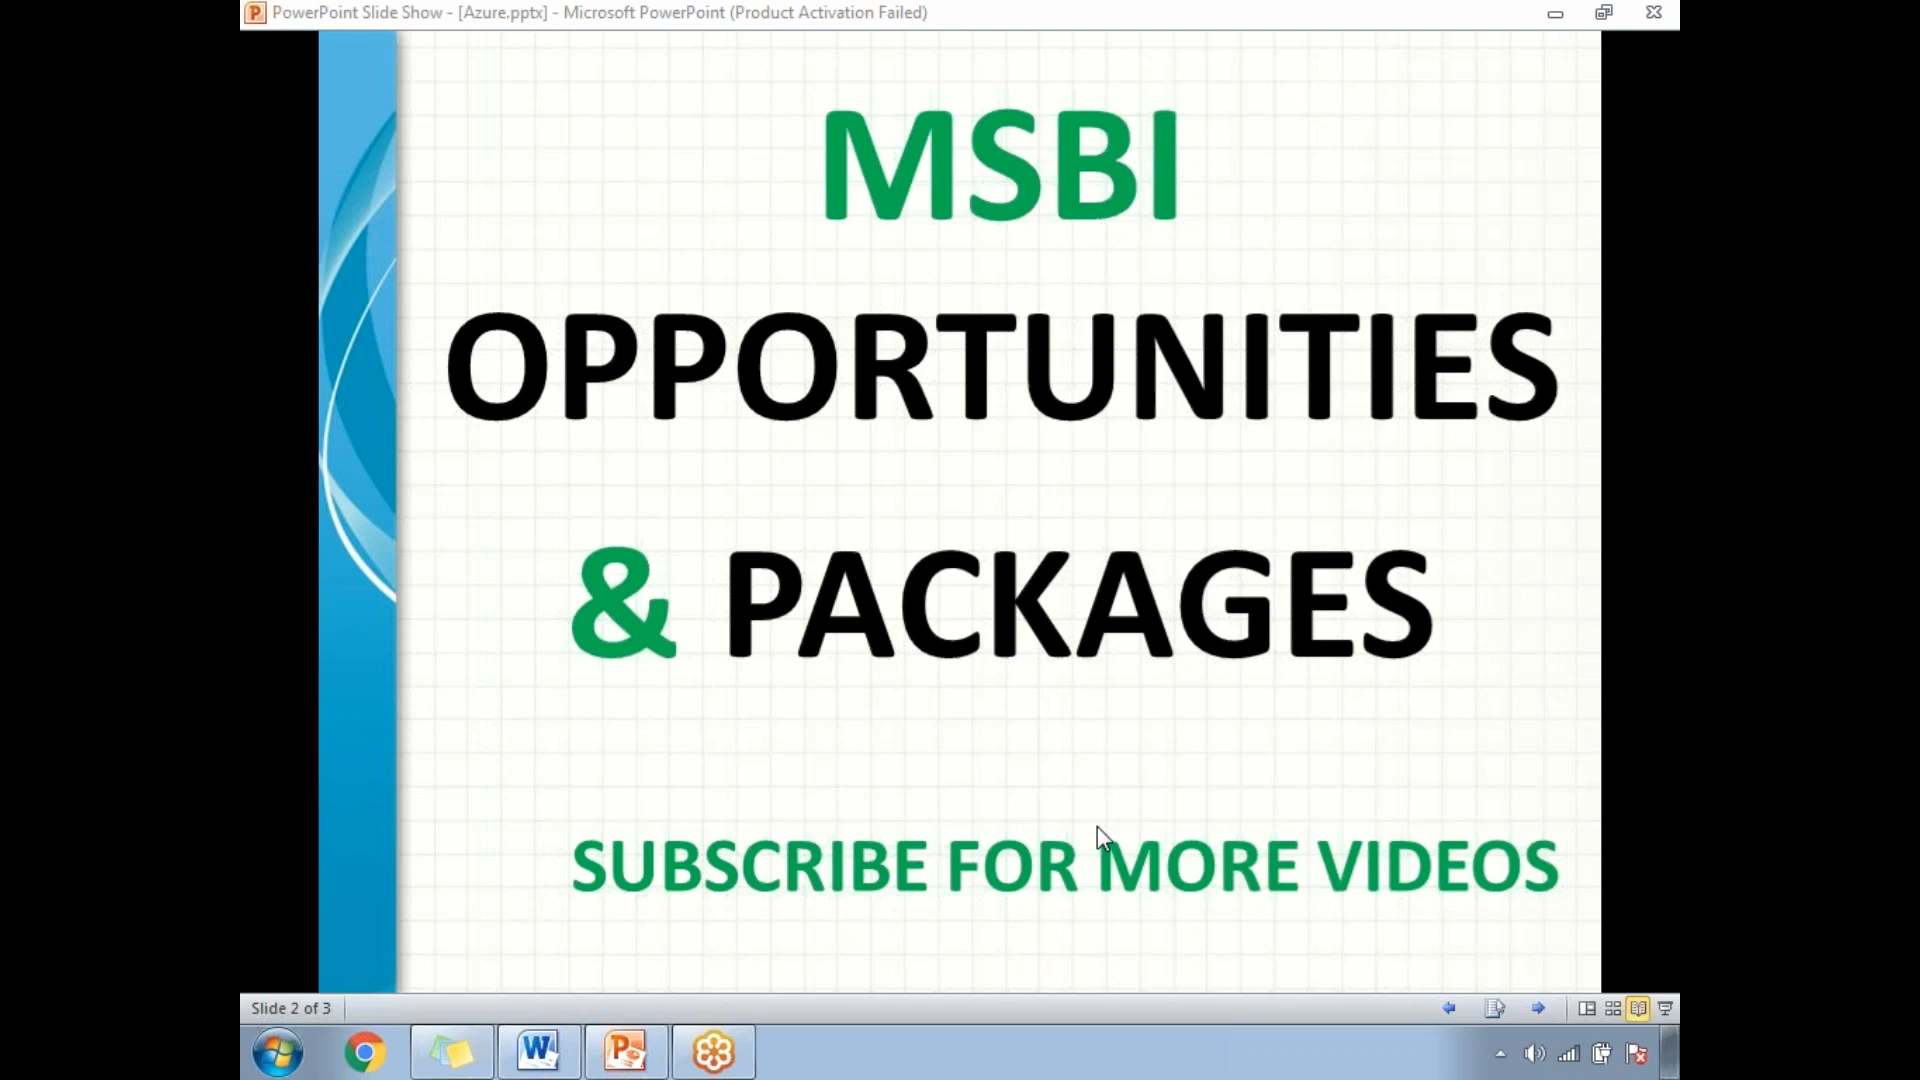 PowerPoint Slide Show - [Azure.pptx] - Microsoft PowerPoint (Product Activation Failed)
MSBI
OPPORTUNITIES
& PACKAGES
SUBSCRIBE FOR MORE VIDEOS
Slide 2 of 3